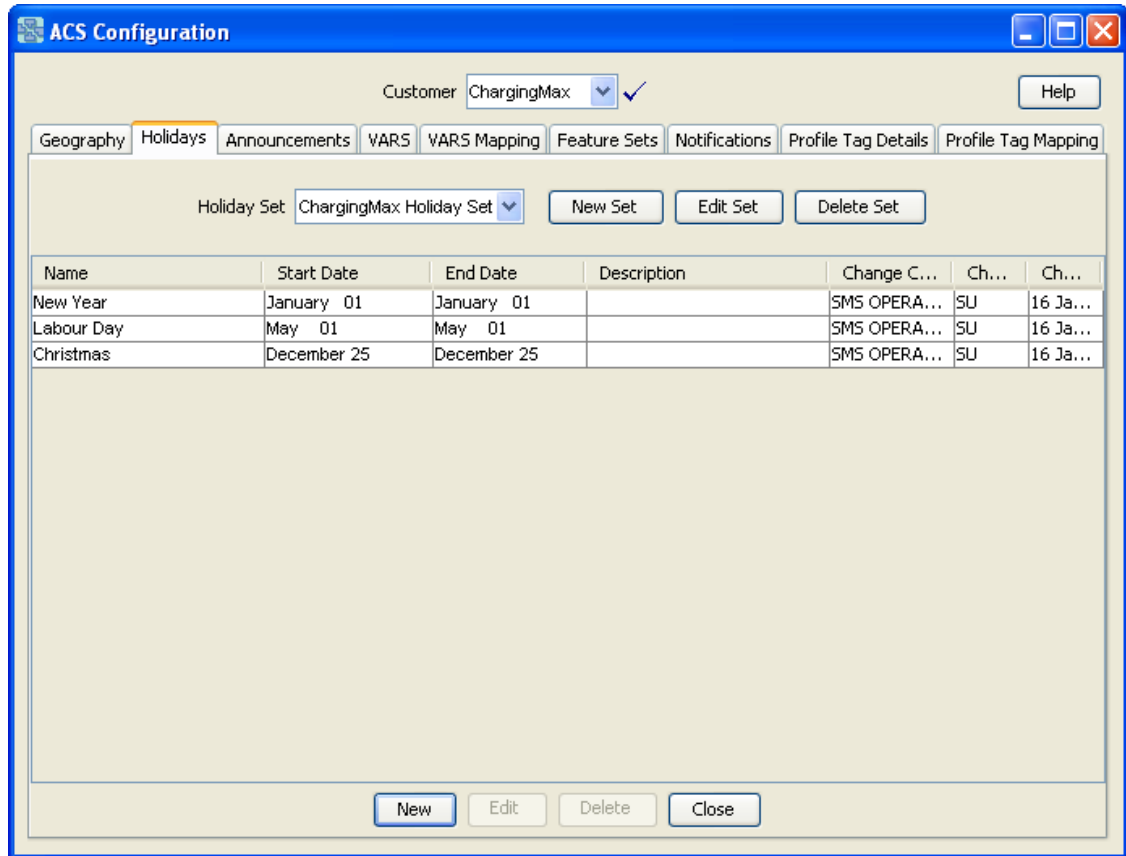 ACS Configuration
Customer ChargingMax Help
Geography Holidays Announcements VARS VARS Mapping Feature Sets Notifications Profile Tag Details Profile Tag Mapping
Holiday Set ChargingMax Holiday Set New Set Edit Set Delete Set
Name Start Date End Date Description Change C... Ch... Ch...
New Year January 01 January 01 SMS OPERA... SU 16 Ja...
Labour Day May 01 May 01 SMS OPERA... SU 16 Ja...
Christmas December 25 December 25 SMS OPERA... SU 16 Ja...
New Edit Delete Close